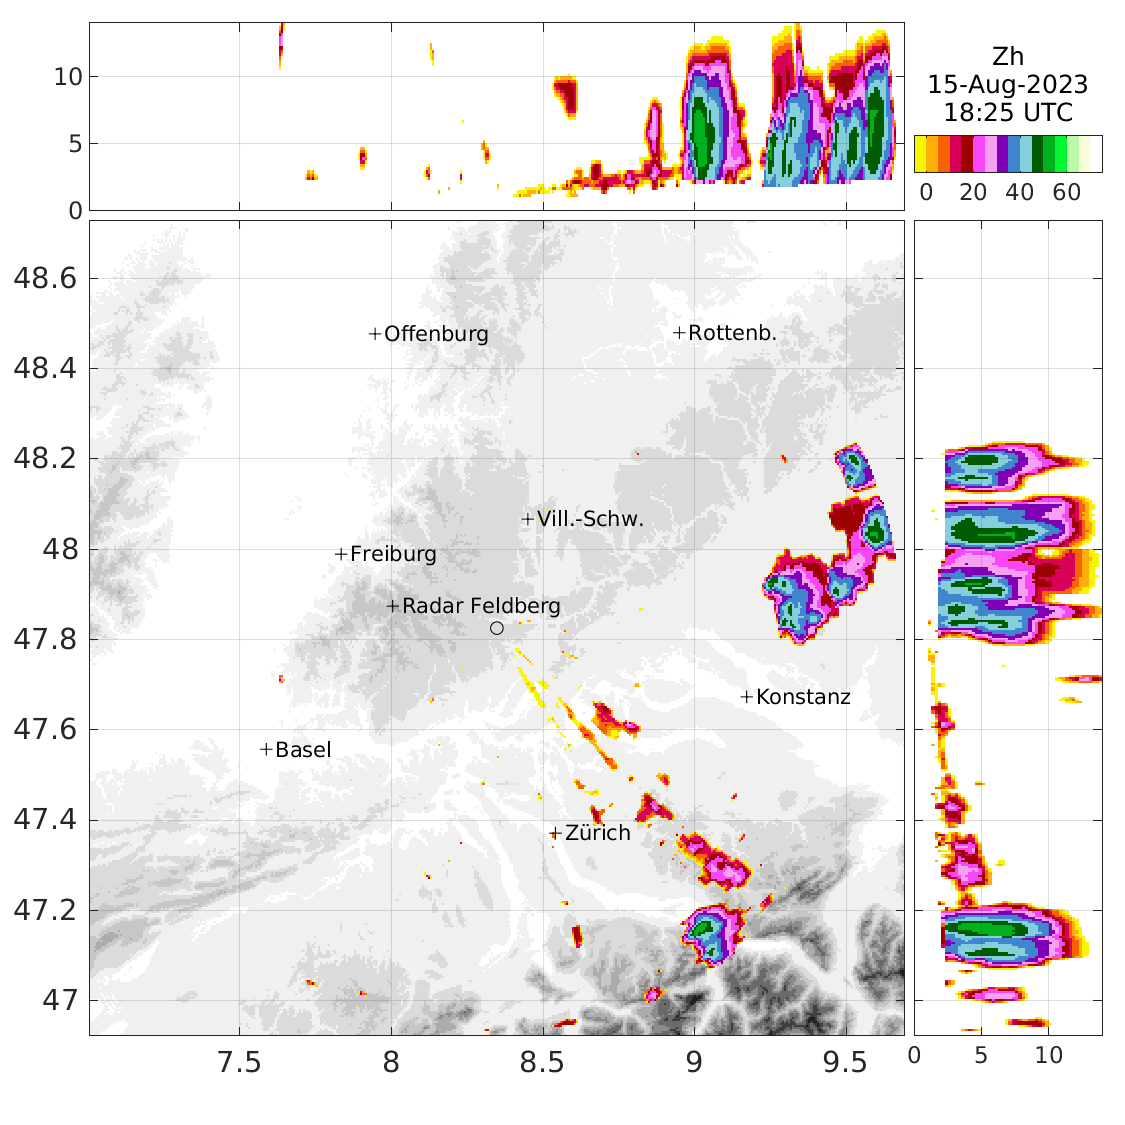 10
5
0
Zh
15-Aug-2023
18:25 UTC
0 20 40 60
48.6
48.4
48.2
48
47.8
47.6
47.4
47.2
47
+Offenburg
+Rottenb.
+Vill.-Schw.
+Freiburg
+Radar Feldberg
+Konstanz
+Basel
+Zürich
7.5 8 8.5 9 9.5
0 5 10